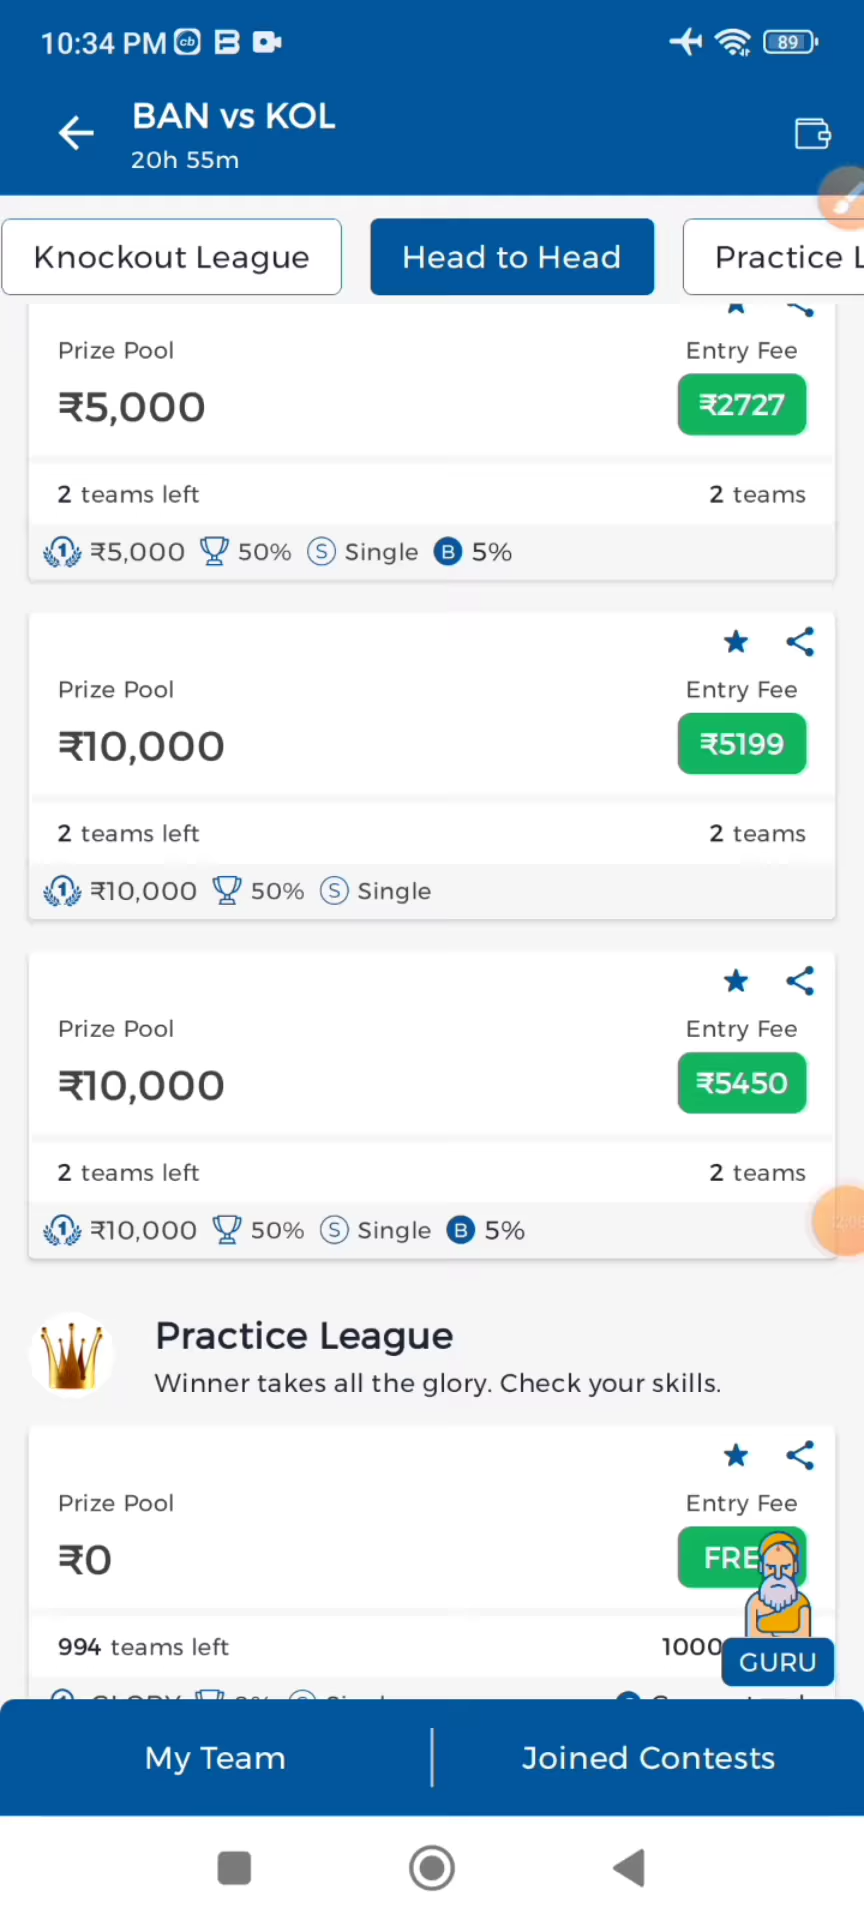 10:34 PM cb B 89
BAN vs KOL
20h 55m
Knockout League Head to Head Practice L
Prize Pool Entry Fee
₹5,000 ₹2727
2 teams left 2 teams
1 ₹5,000 50% S Single B 5%
Prize Pool Entry Fee
₹10,000 ₹5199
2 teams left 2 teams
1 ₹10,000 50% S Single
Prize Pool Entry Fee
₹10,000 ₹5450
2 teams left 2 teams
1 ₹10,000 50% S Single B 5%
Practice League
Winner takes all the glory. Check your skills.
Prize Pool Entry Fee
₹0 FRE
994 teams left 1000
GURU
My Team Joined Contests